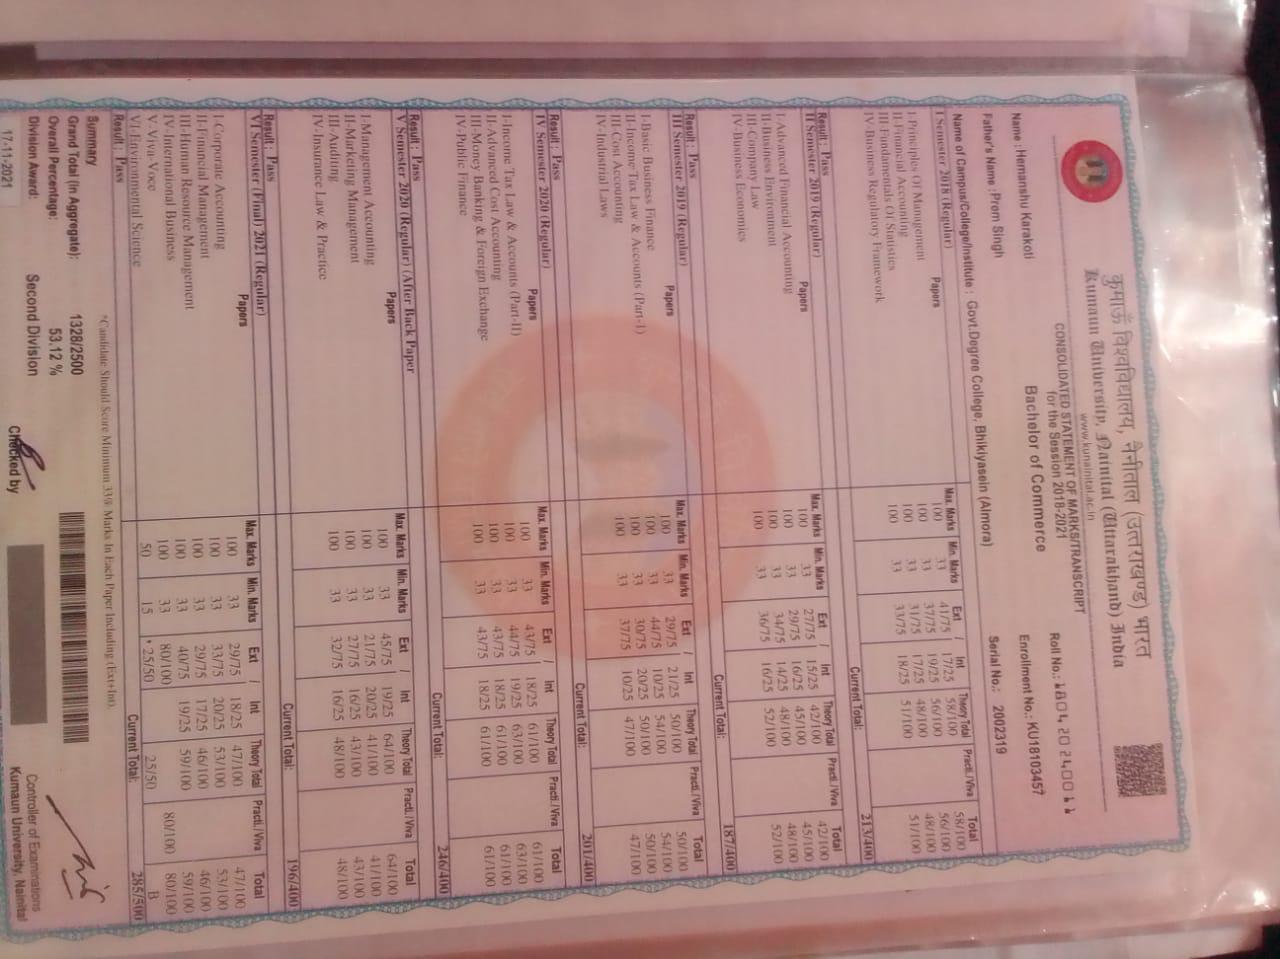 कुमाऊँ विश्वविद्यालय, नैनीताल (उत्तराखण्ड) भारत
Kumaun University, Nainital (Uttarakhand) India
www.kunainital.ac.in
CONSOLIDATED STATEMENT OF MARKS/TRANSCRIPT
for the Session 2018-2021
Bachelor of Commerce
Roll No.:
Enrollment No.: KU18103457
Serial No.: 2002319
Name : Hemanshu Karakoti
Father's Name : Prem Singh
Name of Campus/College/Institute : Govt.Degree College, Bhikiyasein (Almora)
I Semester 2018 (Regular)
Papers Max. Marks Min. Marks Ext / Int Theory Total Practi./Viva Total
I-Principles Of Management 100 33 41/75 17/25 58/100 58/100
II-Financial Accounting 100 33 37/75 19/25 56/100 56/100
III-Fundamentals Of Statistics 100 33 31/75 17/25 48/100 48/100
IV-Business Regulatory Framework 100 33 33/75 18/25 51/100 51/100
Current Total: 213/400
Result : Pass
II Semester 2019 (Regular)
Papers Max. Marks Min. Marks Ext / Int Theory Total Practi./Viva Total
I-Advanced Financial Accounting 100 33 27/75 15/25 42/100 42/100
II-Business Environment 100 33 29/75 16/25 45/100 45/100
III-Company Law 100 33 34/75 14/25 48/100 48/100
IV-Business Economics 100 33 36/75 16/25 52/100 52/100
Current Total: 187/400
Result : Pass
III Semester 2019 (Regular)
Papers Max. Marks Min. Marks Ext / Int Theory Total Practi./Viva Total
I-Basic Business Finance 100 33 29/75 21/25 50/100 50/100
II-Income-Tax Law & Accounts (Part-I) 100 33 44/75 10/25 54/100 54/100
III-Cost Accounting 100 33 30/75 20/25 50/100 50/100
IV-Industrial Laws 100 33 37/75 10/25 47/100 47/100
Current Total: 201/400
Result : Pass
IV Semester 2020 (Regular)
Papers Max. Marks Min. Marks Ext / Int Theory Total Practi./Viva Total
I-Income Tax Law & Accounts (Part-II) 100 33 43/75 18/25 61/100 61/100
II-Advanced Cost Accounting 100 33 44/75 19/25 63/100 63/100
III-Money Banking & Foreign Exchange 100 33 43/75 18/25 61/100 61/100
IV-Public Finance 100 33 43/75 18/25 61/100 61/100
Current Total: 246/400
Result : Pass
V Semester 2020 (Regular) (After Back Paper
Papers Max. Marks Min. Marks Ext / Int Theory Total Practi./Viva Total
I-Management Accounting 100 33 45/75 19/25 64/100 64/100
II-Marketing Management 100 33 21/75 20/25 41/100 41/100
III-Auditing 100 33 27/75 16/25 43/100 43/100
IV-Insurance Law & Practice 100 33 32/75 16/25 48/100 48/100
Current Total: 196/400
Result : Pass
VI Semester (Final) 2021 (Regular)
Papers Max. Marks Min. Marks Ext / Int Theory Total Practi./Viva Total
I-Corporate Accounting 100 33 29/75 18/25 47/100 47/100
II-Financial Management 100 33 33/75 20/25 53/100 53/100
III-Human Resource Management 100 33 29/75 17/25 46/100 46/100
IV-International Business 100 33 40/75 19/25 59/100 59/100
V-Viva-Voce 100 33 80/100 80/100 80/100
VI-Environmental Science 50 15 * 25/50 25/50 B
Current Total: 285/500
Result : Pass
*Candidate Should Score Minimum 33% Marks In Each Paper Including (Ext+Int).
Summary
Grand Total (in Aggregate): 1328/2500
Overall Percentage: 53.12 %
Division Award: Second Division
17-11-2021
Checked by
Controller of Examinations
Kumaun University, Nainital